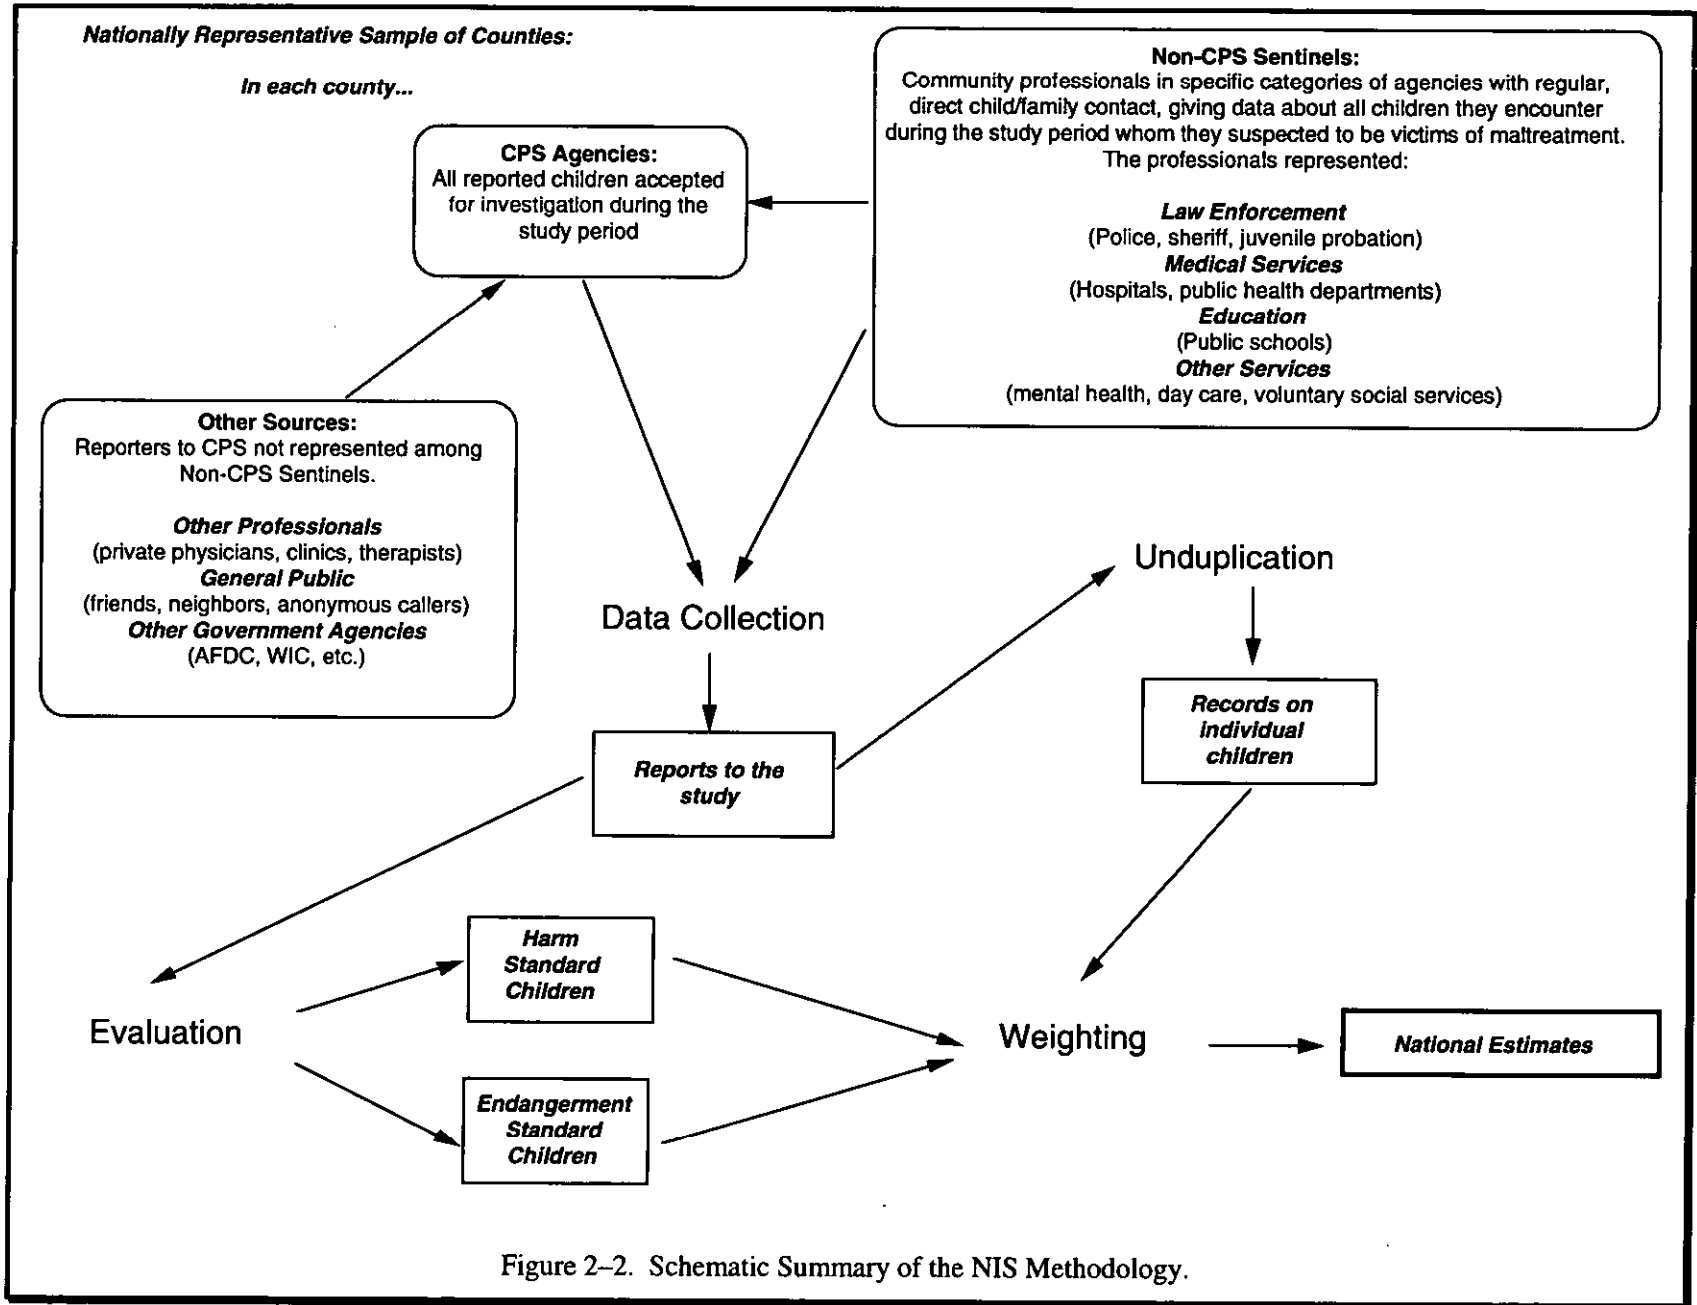 Nationally Representative Sample of Counties:
In each county...
CPS Agencies:
All reported children accepted
for investigation during the
study period
Non-CPS Sentinels:
Community professionals in specific categories of agencies with regular,
direct child/family contact, giving data about all children they encounter
during the study period whom they suspected to be victims of maltreatment.
The professionals represented:
Law Enforcement
(Police, sheriff, juvenile probation)
Medical Services
(Hospitals, public health departments)
Education
(Public schools)
Other Services
(mental health, day care, voluntary social services)
Other Sources:
Reporters to CPS not represented among
Non-CPS Sentinels.
Other Professionals
(private physicians, clinics, therapists)
General Public
(friends, neighbors, anonymous callers)
Other Government Agencies
(AFDC, WIC, etc.)
Data Collection
Unduplication
Reports to the
study
Records on
individual
children
Harm
Standard
Children
Evaluation
Weighting
National Estimates
Endangerment
Standard
Children
Figure 2–2. Schematic Summary of the NIS Methodology.